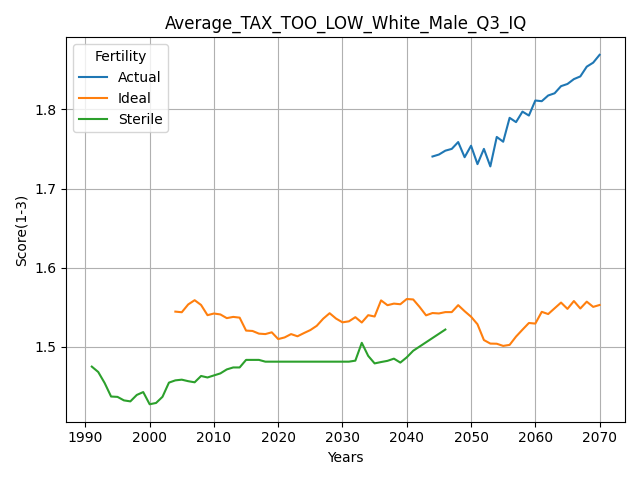 Average_TAX_TOO_LOW_White_Male_Q3_IQ
Fertility
Actual
Ideal
Sterile
Score(1-3)
1.8
1.7
1.6
1.5
1990 2000 2010 2020 2030 2040 2050 2060 2070
Years